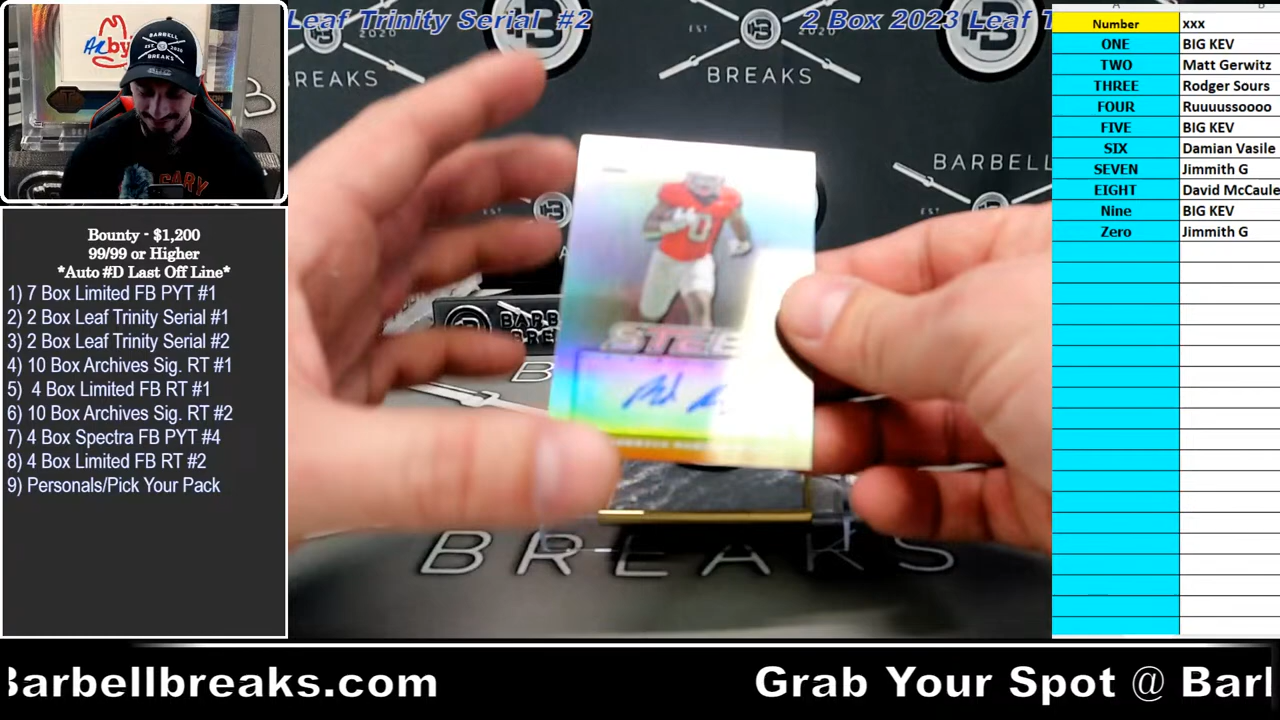 Leaf Trinity Serial #2
2 Box 2023 Leaf T
BREAKS
BREAKS
BARBELL
EST
2020
BARBELL
BREAKS
Bounty - $1,200
99/99 or Higher
*Auto #D Last Off Line*
1) 7 Box Limited FB PYT #1
2) 2 Box Leaf Trinity Serial #1
3) 2 Box Leaf Trinity Serial #2
4) 10 Box Archives Sig. RT #1
5) 4 Box Limited FB RT #1
6) 10 Box Archives Sig. RT #2
7) 4 Box Spectra FB PYT #4
8) 4 Box Limited FB RT #2
9) Personals/Pick Your Pack
BREAKS
Number xxx
ONE BIG KEV
TWO Matt Gerwitz
THREE Rodger Sours
FOUR Ruuuussoooo
FIVE BIG KEV
SIX Damian Vasile
SEVEN Jimmith G
EIGHT David McCaule
Nine BIG KEV
Zero Jimmith G
Barbellbreaks.com
Grab Your Spot @ Barl